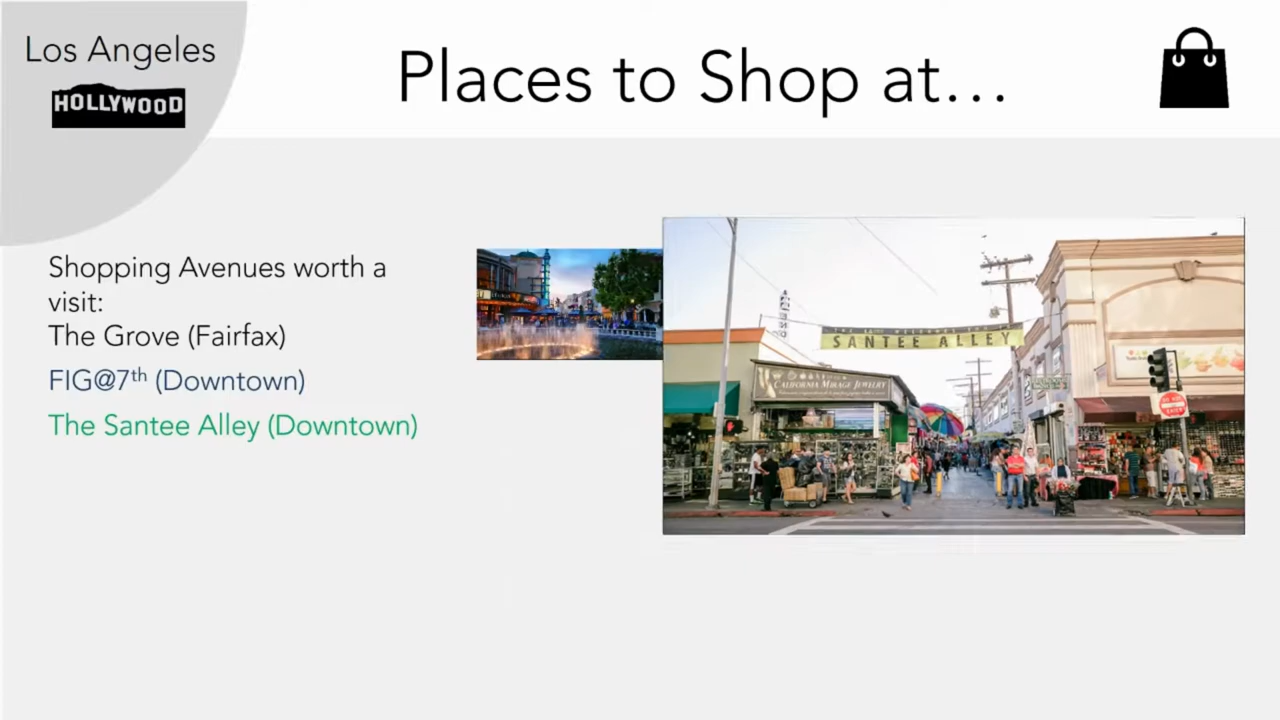 Los Angeles
HOLLYWOOD
Places to Shop at...
Shopping Avenues worth a
visit:
The Grove (Fairfax)
FIG@7th (Downtown)
The Santee Alley (Downtown)
SANTEE ALLEY
CALIFORNIA MIRAGE JEWELRY